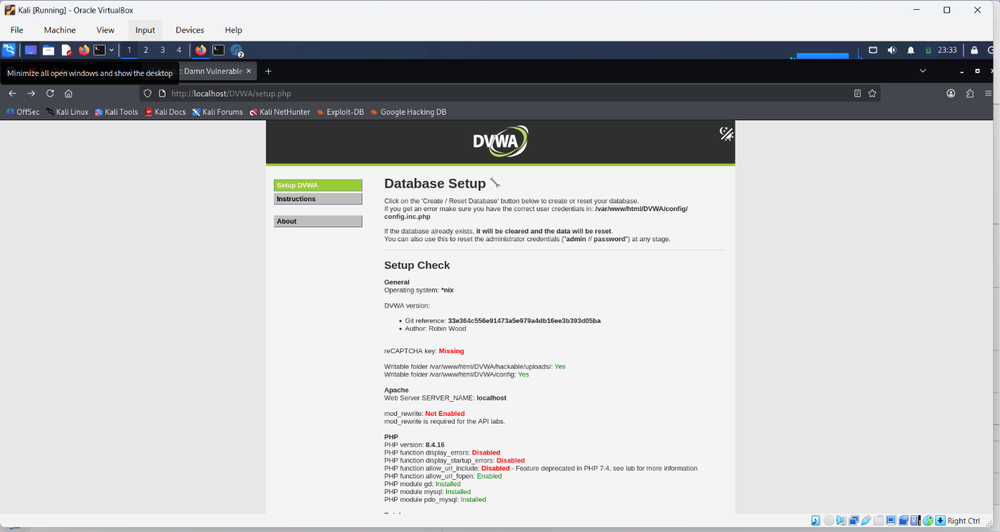 Kali [Running] - Oracle VirtualBox
File Machine View Input Devices Help
1 2 3 4 2 23:33
Minimize all open windows and show the desktop :: Damn Vulnerable
http://localhost/DVWA/setup.php
OffSec Kali Linux Kali Tools Kali Docs Kali Forums Kali NetHunter Exploit-DB Google Hacking DB
DVWA
Setup DVWA
Instructions
About
Database Setup
Click on the 'Create / Reset Database' button below to create or reset your database.
If you get an error make sure you have the correct user credentials in: /var/www/html/DVWA/config/
config.inc.php
If the database already exists, it will be cleared and the data will be reset.
You can also use this to reset the administrator credentials ("admin // password") at any stage.
Setup Check
General
Operating system: *nix
DVWA version:
• Git reference: 33e364c556e91473a5e979a4db16ee3b393d05ba
• Author: Robin Wood
reCAPTCHA key: Missing
Writable folder /var/www/html/DVWA/hackable/uploads/: Yes
Writable folder /var/www/html/DVWA/config: Yes
Apache
Web Server SERVER_NAME: localhost
mod_rewrite: Not Enabled
mod_rewrite is required for the API labs.
PHP
PHP version: 8.4.16
PHP function display_errors: Disabled
PHP function display_startup_errors: Disabled
PHP function allow_url_include: Disabled - Feature deprecated in PHP 7.4, see lab for more information
PHP function allow_url_fopen: Enabled
PHP module gd: Installed
PHP module mysql: Installed
PHP module pdo_mysql: Installed
Right Ctrl